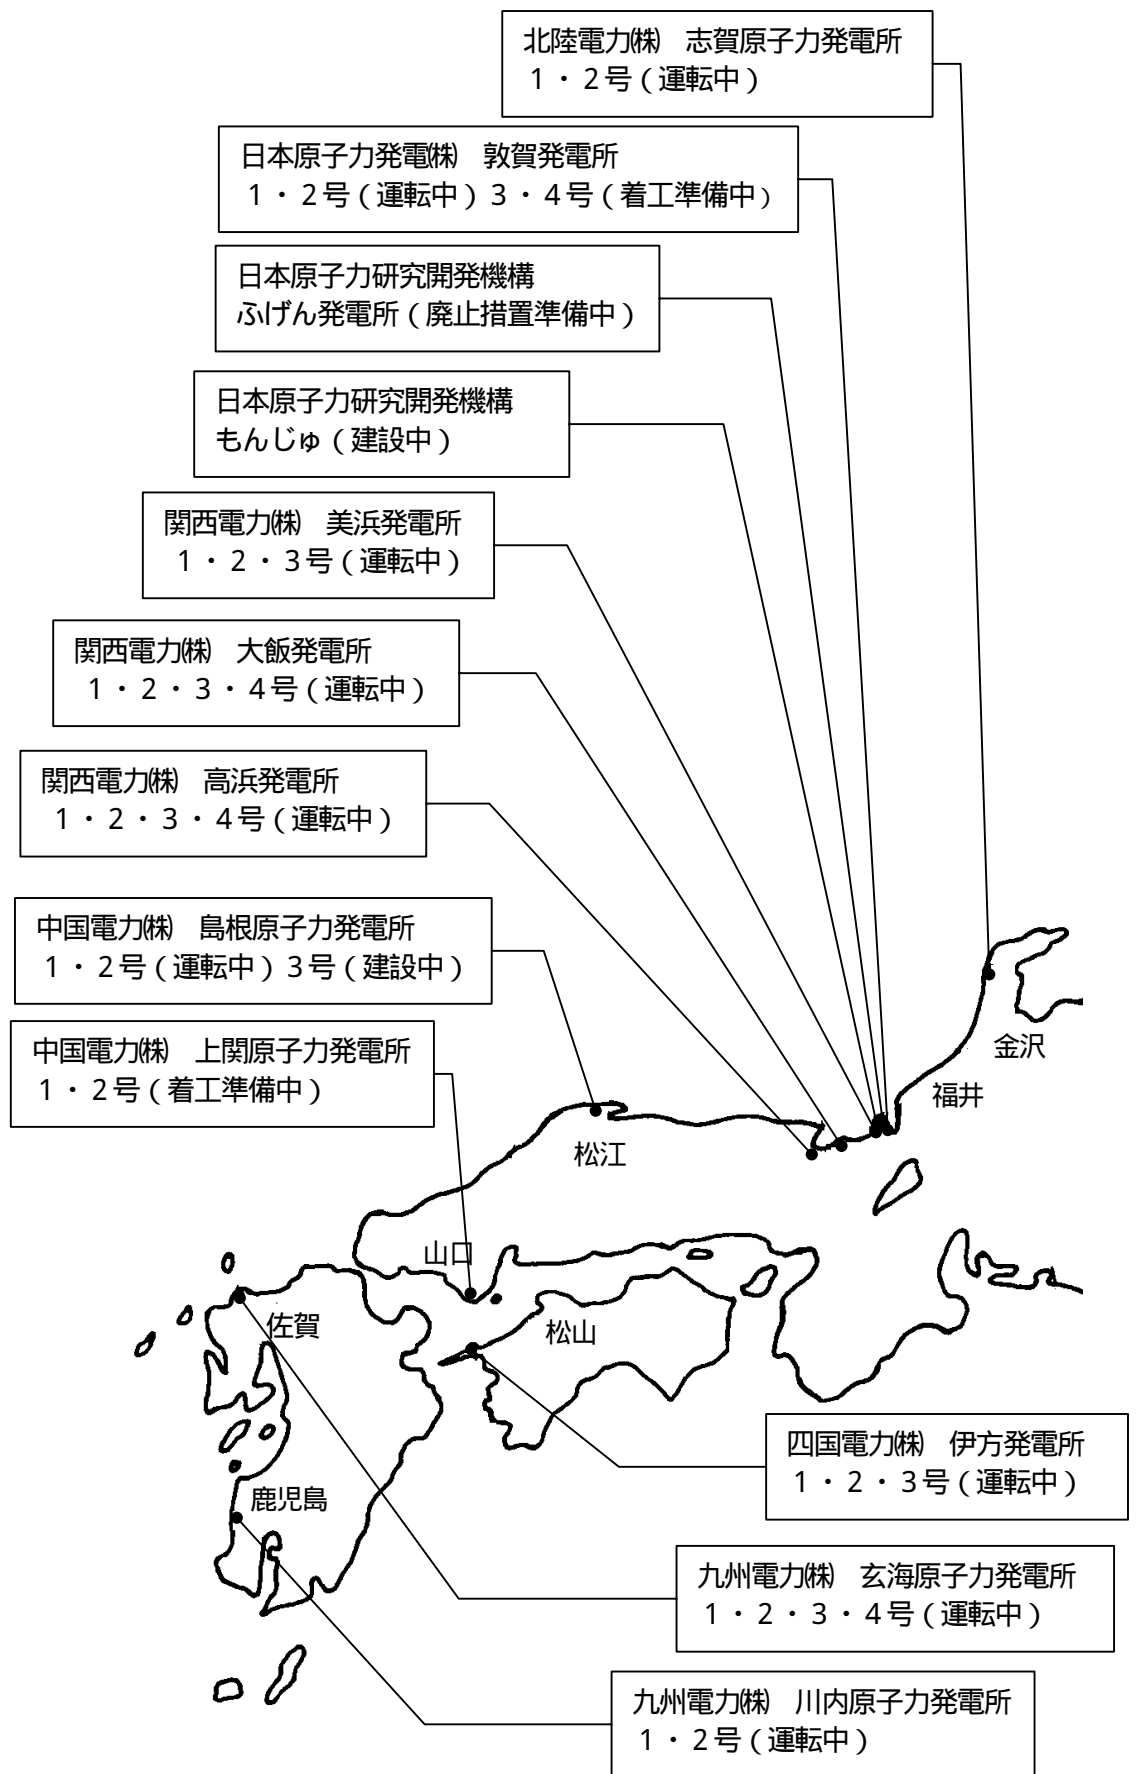 北陸電力㈱　志賀原子力発電所
１・２号（運転中）
日本原子力発電㈱　敦賀発電所
１・２号（運転中）３・４号（着工準備中）
日本原子力研究開発機構
ふげん発電所（廃止措置準備中）
日本原子力研究開発機構
もんじゅ（建設中）
関西電力㈱　美浜発電所
１・２・３号（運転中）
関西電力㈱　大飯発電所
１・２・３・４号（運転中）
関西電力㈱　高浜発電所
１・２・３・４号（運転中）
中国電力㈱　島根原子力発電所
１・２号（運転中）３号（建設中）
中国電力㈱　上関原子力発電所
１・２号（着工準備中）
金沢
福井
松江
山口
佐賀
松山
鹿児島
四国電力㈱　伊方発電所
１・２・３号（運転中）
九州電力㈱　玄海原子力発電所
１・２・３・４号（運転中）
九州電力㈱　川内原子力発電所
１・２号（運転中）